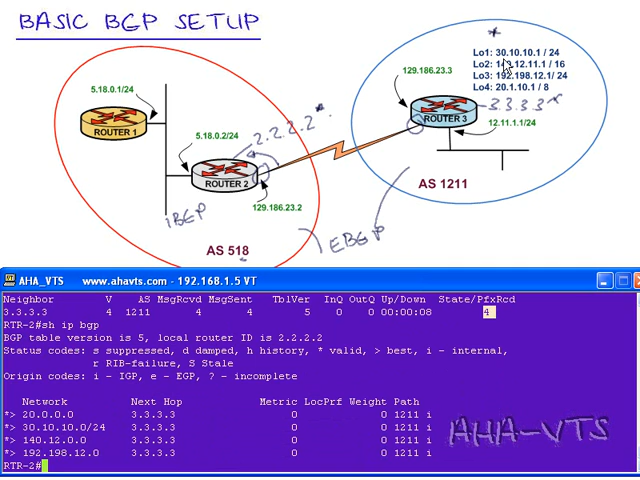 BASIC BGP SETUP
*
Lo1: 30.10.10.1 / 24
12.11.1 / 16
Lo2:
Lo3: 192.198.12.1/ 24
Lo4: 20.1.10.1 / 8
129.186.23.3
3.3.3.3 *
ROUTER 3
12.11.1.1/24
AS 1211
5.18.0.1/24
ROUTER 1
5.18.0.2/24
2.2.2.2 *
ROUTER 2
129.186.23.2
iBGP
EBGP
AS 518
AHA_VTS www.ahavts.com - 192.168.1.5 VT
Neighbor V AS MsgRcvd MsgSent TblVer InQ OutQ Up/Down State/PfxRcd
3.3.3.3 4 1211 4 4 5 0 0 00:00:08 4
RTR-2#sh ip bgp
BGP table version is 5, local router ID is 2.2.2.2
Status codes: s suppressed, d damped, h history, * valid, > best, i - internal,
r RIB-failure, S Stale
Origin codes: i - IGP, e - EGP, ? - incomplete
Network Next Hop Metric LocPrf Weight Path
*> 20.0.0.0 3.3.3.3 0 0 1211 i
*> 30.10.10.0/24 3.3.3.3 0 0 1211 i
*> 140.12.0.0 3.3.3.3 0 0 1211 i
*> 192.198.12.0 3.3.3.3 0 0 1211 i
RTR-2#
AHA-VTS